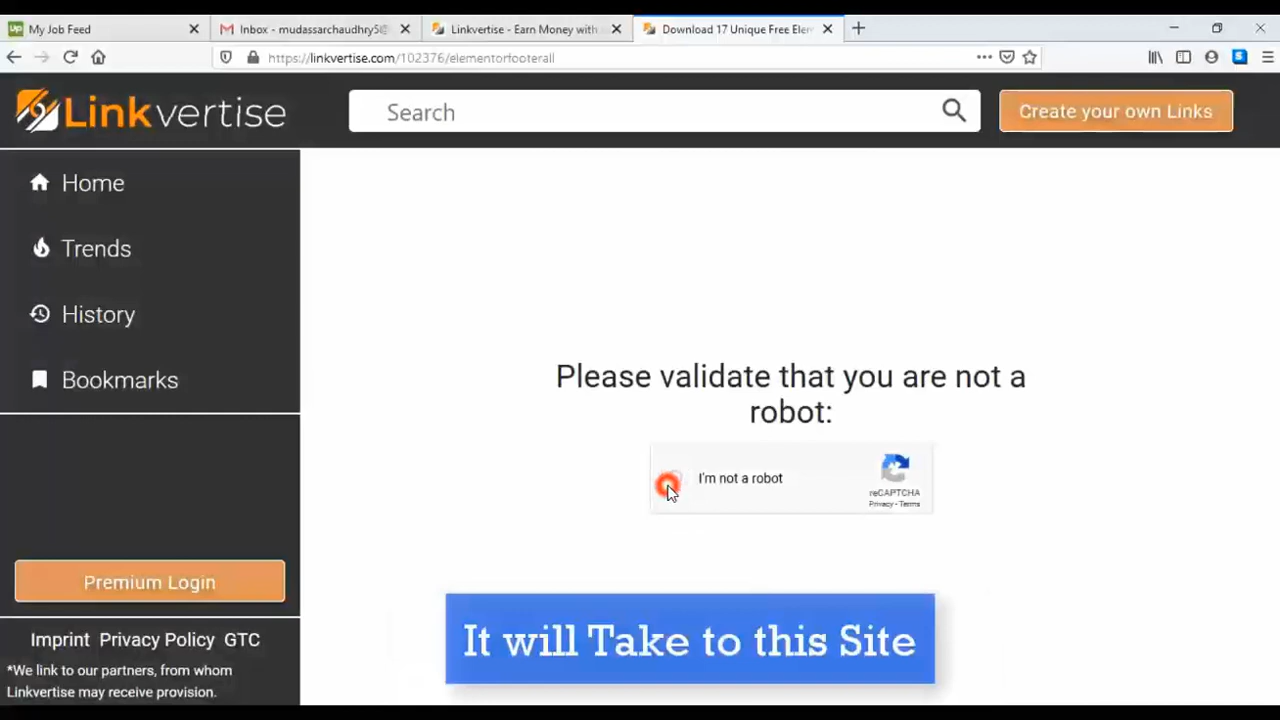 My Job Feed
Inbox - mudassarchaudhry5@
Linkvertise - Earn Money with
Download 17 Unique Free Elem
https://linkvertise.com/102376/elementorfooterall
Linkvertise
Search
Create your own Links
Home
Trends
History
Bookmarks
Please validate that you are not a
robot:
I'm not a robot
reCAPTCHA
Privacy - Terms
It will Take to this Site
Premium Login
Imprint Privacy Policy GTC
*We link to our partners, from whom
Linkvertise may receive provision.